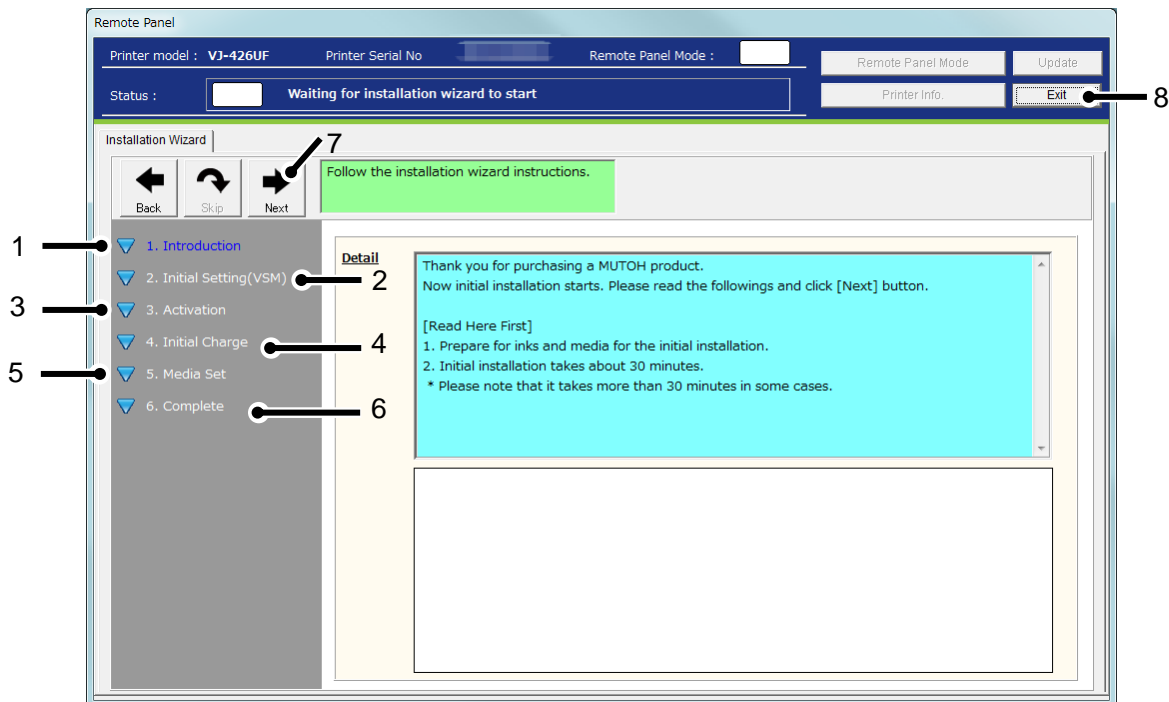 Remote Panel
Printer model : VJ-426UF Printer Serial No Remote Panel Mode :
Remote Panel Mode Update
Status : Waiting for installation wizard to start
Printer Info. Exit 8
Installation Wizard
7
Back Skip Next
Follow the installation wizard instructions.
1 1. Introduction
2. Initial Setting(VSM) 2
3 3. Activation
4. Initial Charge 4
5 5. Media Set
6. Complete 6
Detail
Thank you for purchasing a MUTOH product.
Now initial installation starts. Please read the followings and click [Next] button.
[Read Here First]
1. Prepare for inks and media for the initial installation.
2. Initial installation takes about 30 minutes.
* Please note that it takes more than 30 minutes in some cases.